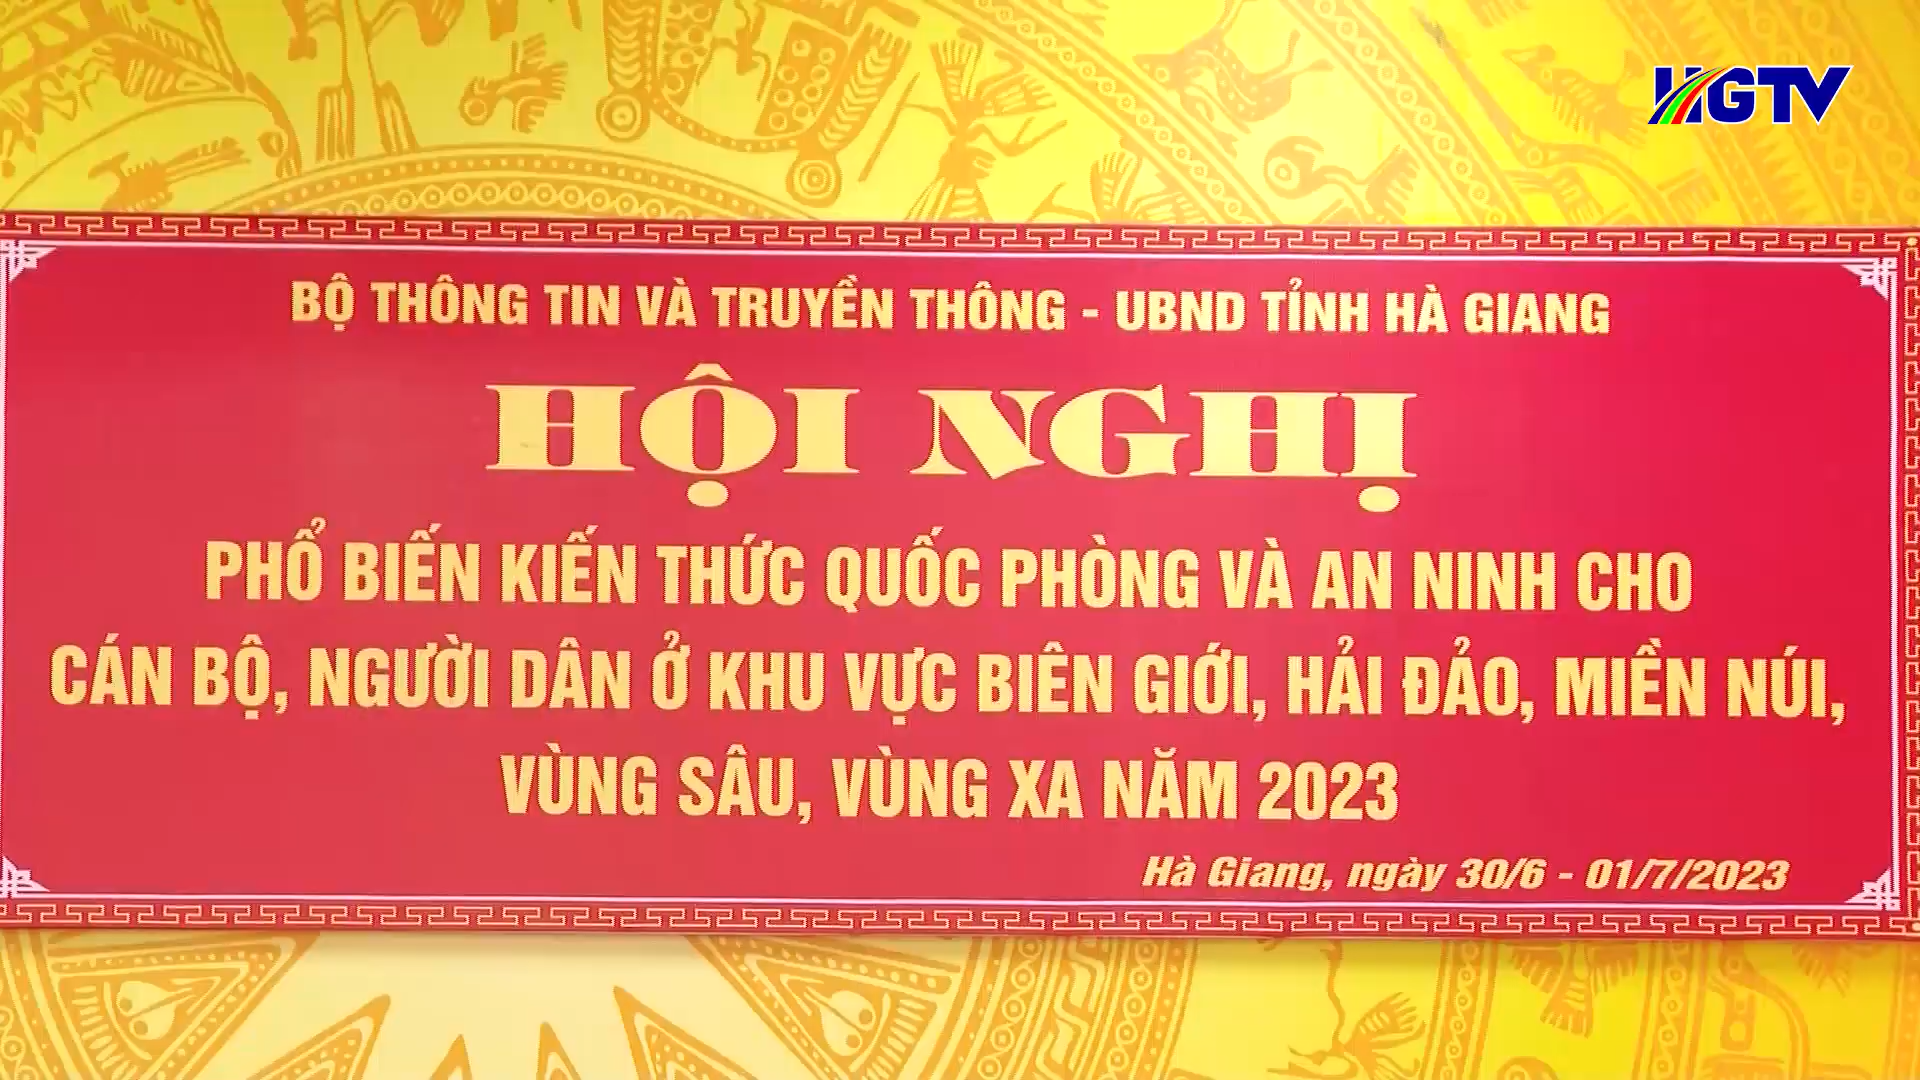 HGTV
BỘ THÔNG TIN VÀ TRUYỀN THÔNG - UBND TỈNH HÀ GIANG
HỘI NGHỊ
PHỔ BIẾN KIẾN THỨC QUỐC PHÒNG VÀ AN NINH CHO
CÁN BỘ, NGƯỜI DÂN Ở KHU VỰC BIÊN GIỚI, HẢI ĐẢO, MIỀN NÚI,
VÙNG SÂU, VÙNG XA NĂM 2023
Hà Giang, ngày 30/6 - 01/7/2023